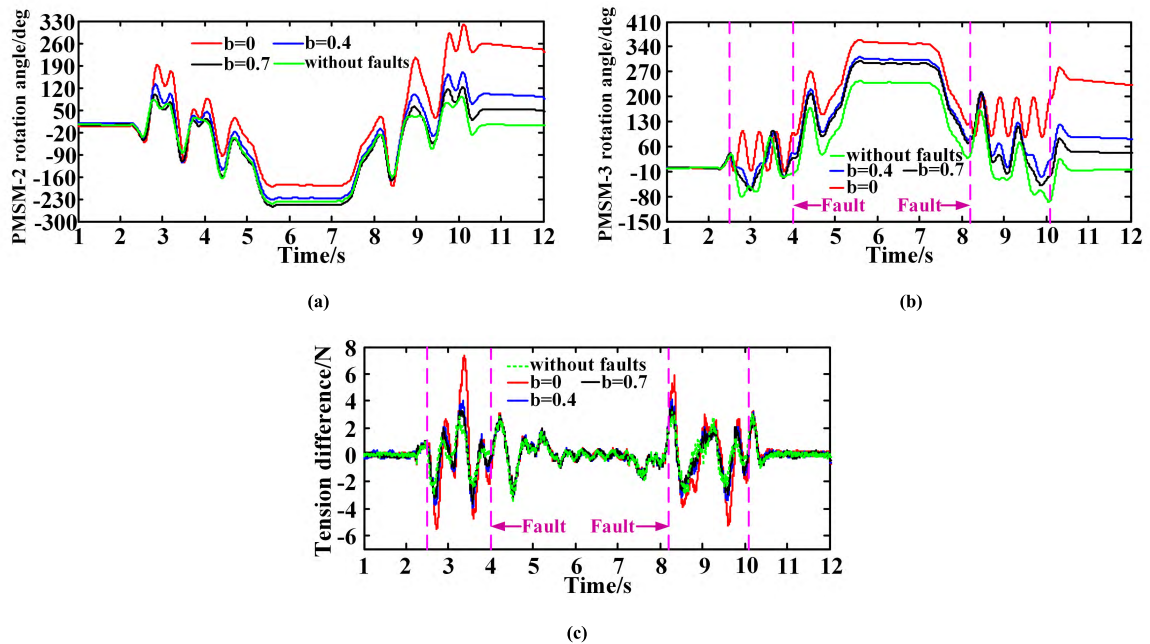 330
260
190
120
50
-20
-90
-160
-230
-300
PMSM-2 rotation angle/deg
b=0
b=0.4
b=0.7
without faults
1 2 3 4 5 6 7 8 9 10 11 12
Time/s
(a)
410
340
270
200
130
60
-10
-80
-150
PMSM-3 rotation angle/deg
without faults
b=0.4
b=0.7
b=0
Fault
Fault
1 2 3 4 5 6 7 8 9 10 11 12
Time/s
(b)
8
6
4
2
0
-2
-4
-6
Tension difference/N
without faults
b=0
b=0.7
b=0.4
Fault
Fault
1 2 3 4 5 6 7 8 9 10 11 12
Time/s
(c)